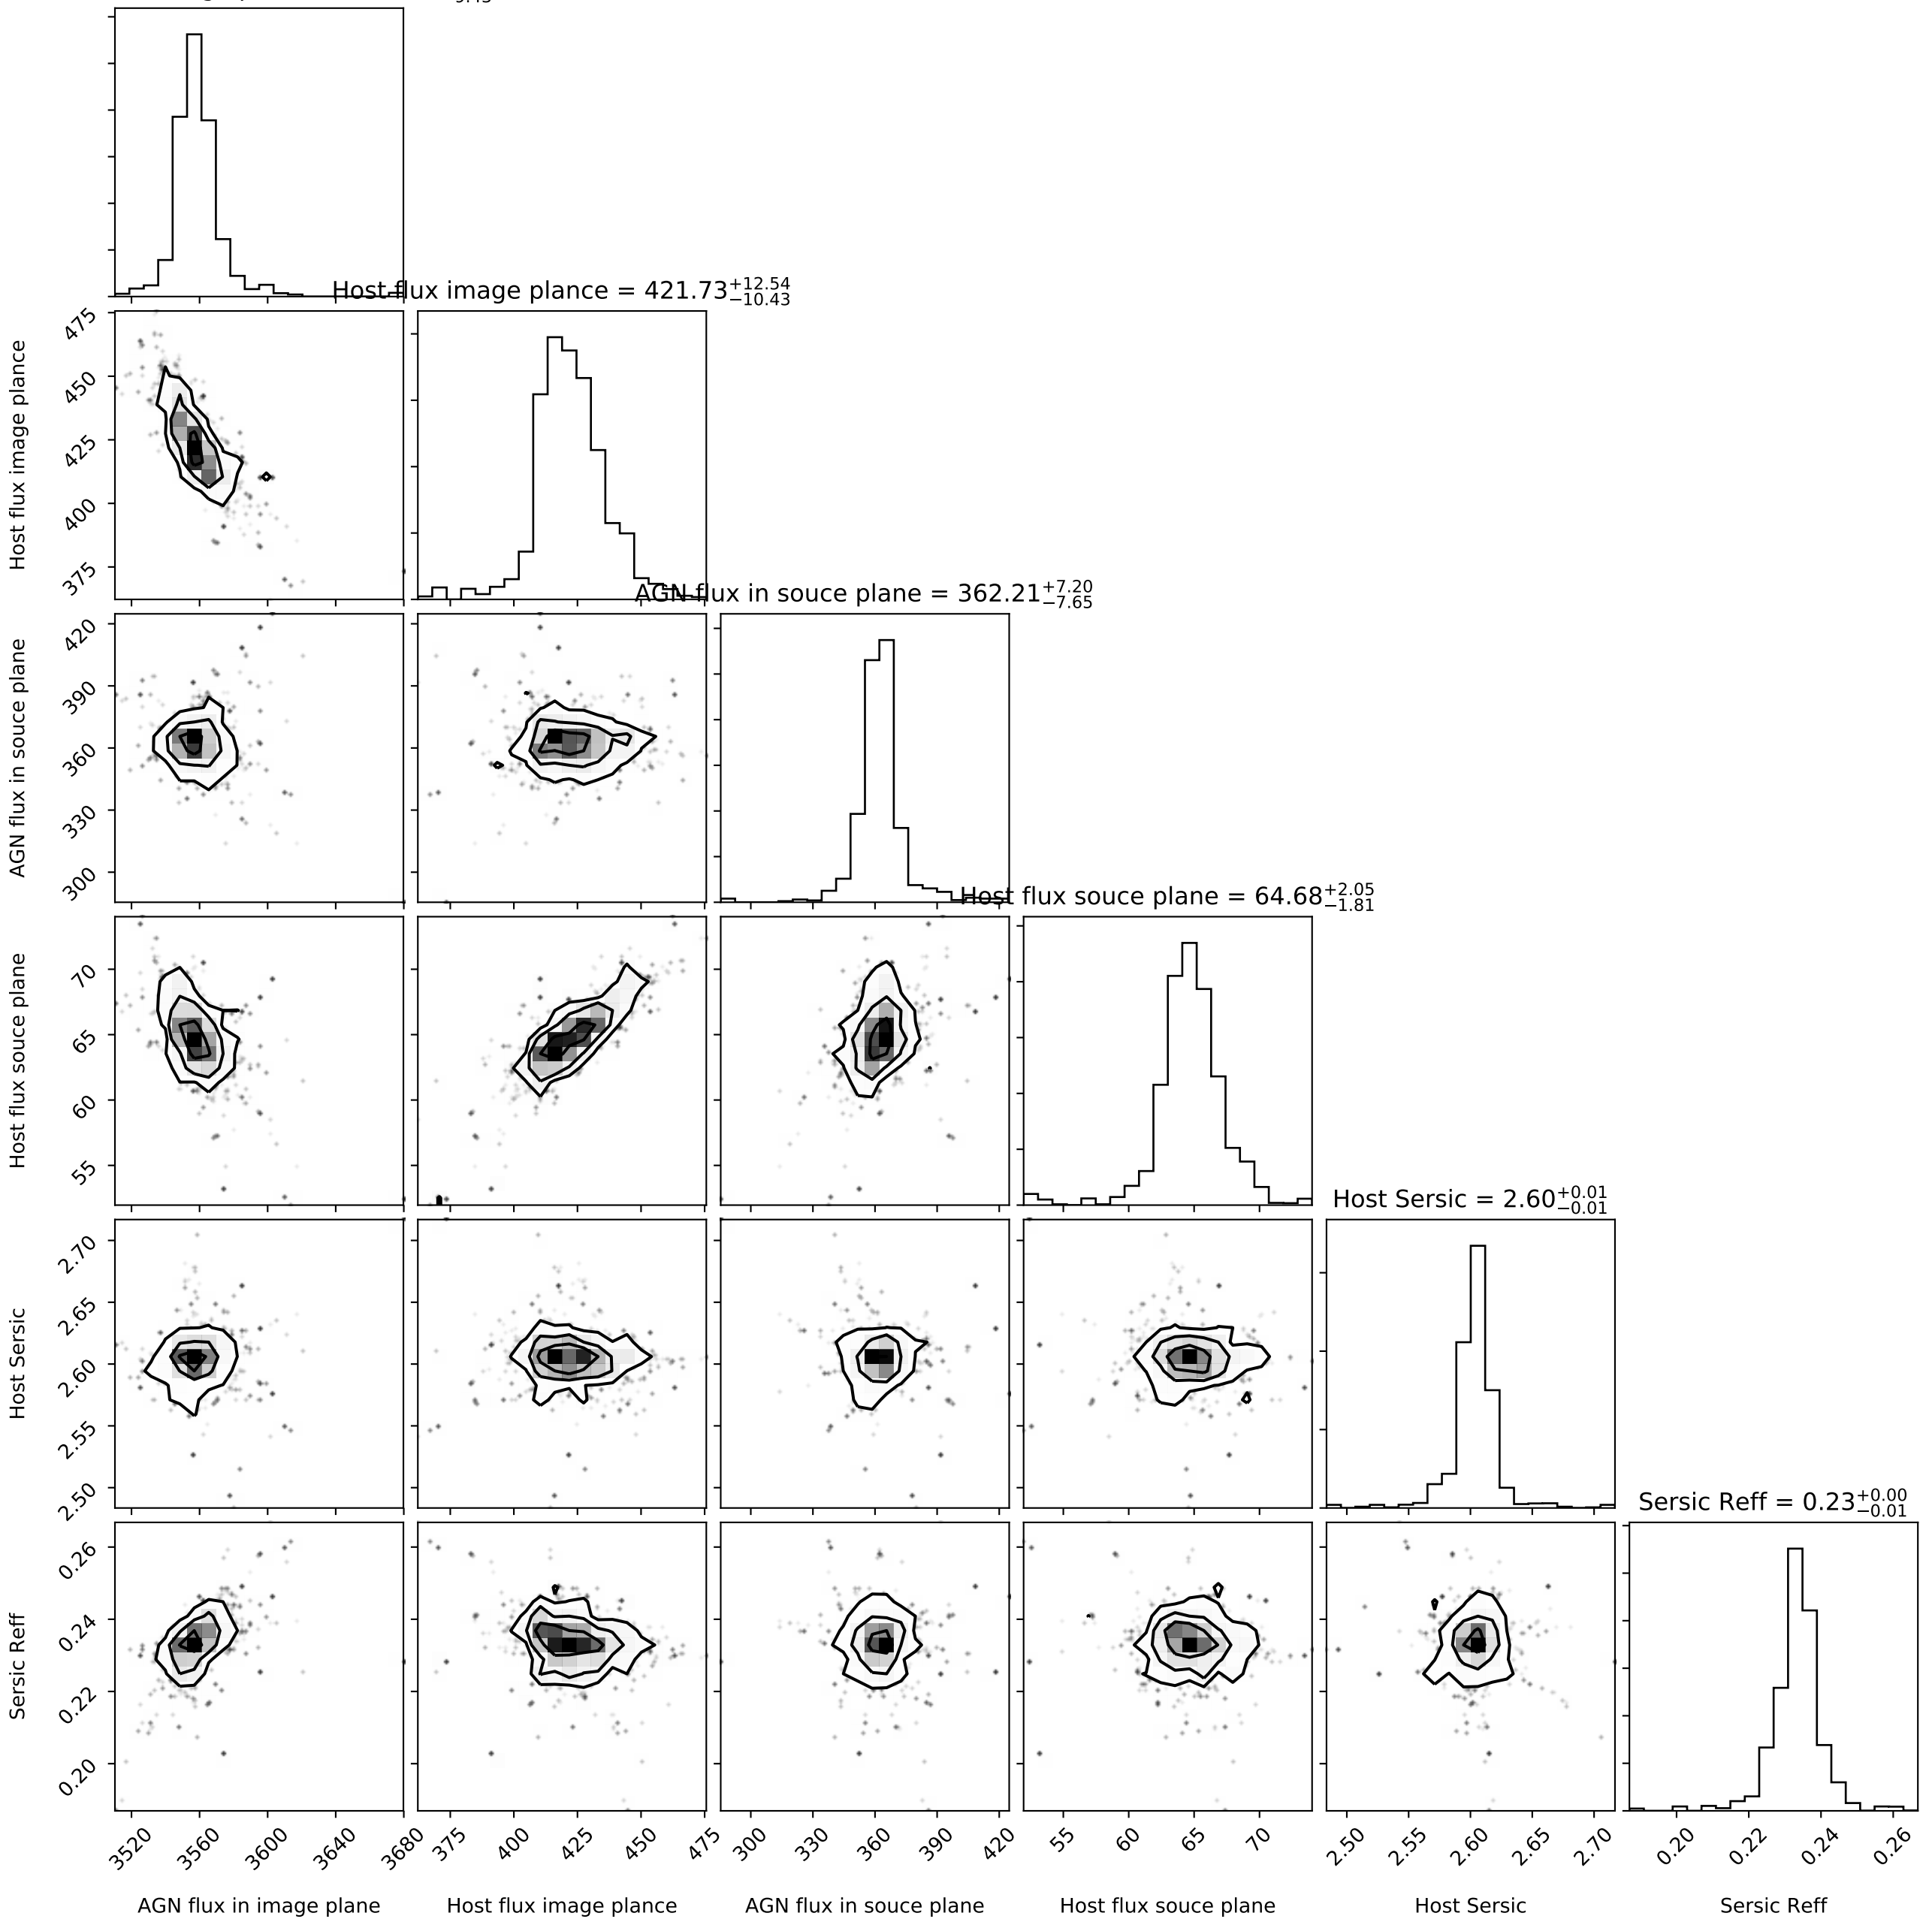 Host flux image plance = 421.73 +12.54 −10.43
475
450
425
400
375
Host flux image plance
AGN flux in souce plane = 362.21 +7.20 −7.65
420
390
360
330
300
AGN flux in souce plane
Host flux souce plane = 64.68 +2.05 −1.81
70
65
60
55
Host flux souce plane
Host Sersic = 2.60 +0.01 −0.01
2.70
2.65
2.60
2.55
2.50
Host Sersic
Sersic Reff = 0.23 +0.00 −0.01
0.26
0.24
0.22
0.20
Sersic Reff
3520 3560 3600 3640 3680 375 400 425 450 475 300 330 360 390 420 55 60 65 70 2.50 2.55 2.60 2.65 2.70 0.20 0.22 0.24 0.26
AGN flux in image plane Host flux image plance AGN flux in souce plane Host flux souce plane Host Sersic Sersic Reff